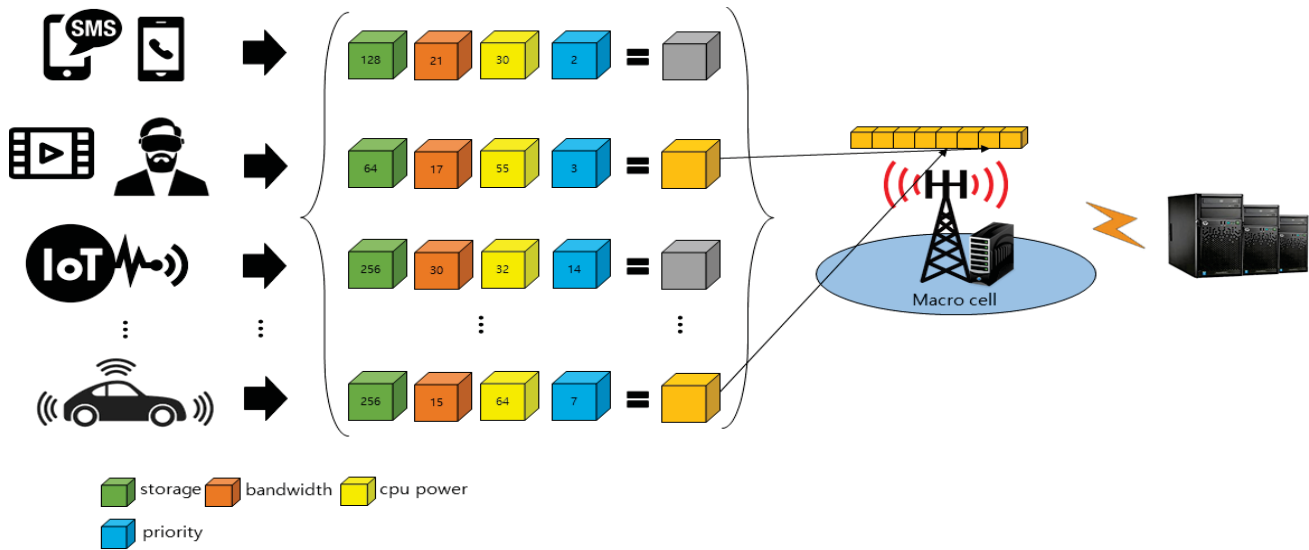 SMS
128 21 30 2 =
64 17 55 3 =
IoT
256 30 32 14 =
Macro cell
256 15 64 7 =
storage bandwidth cpu power
priority